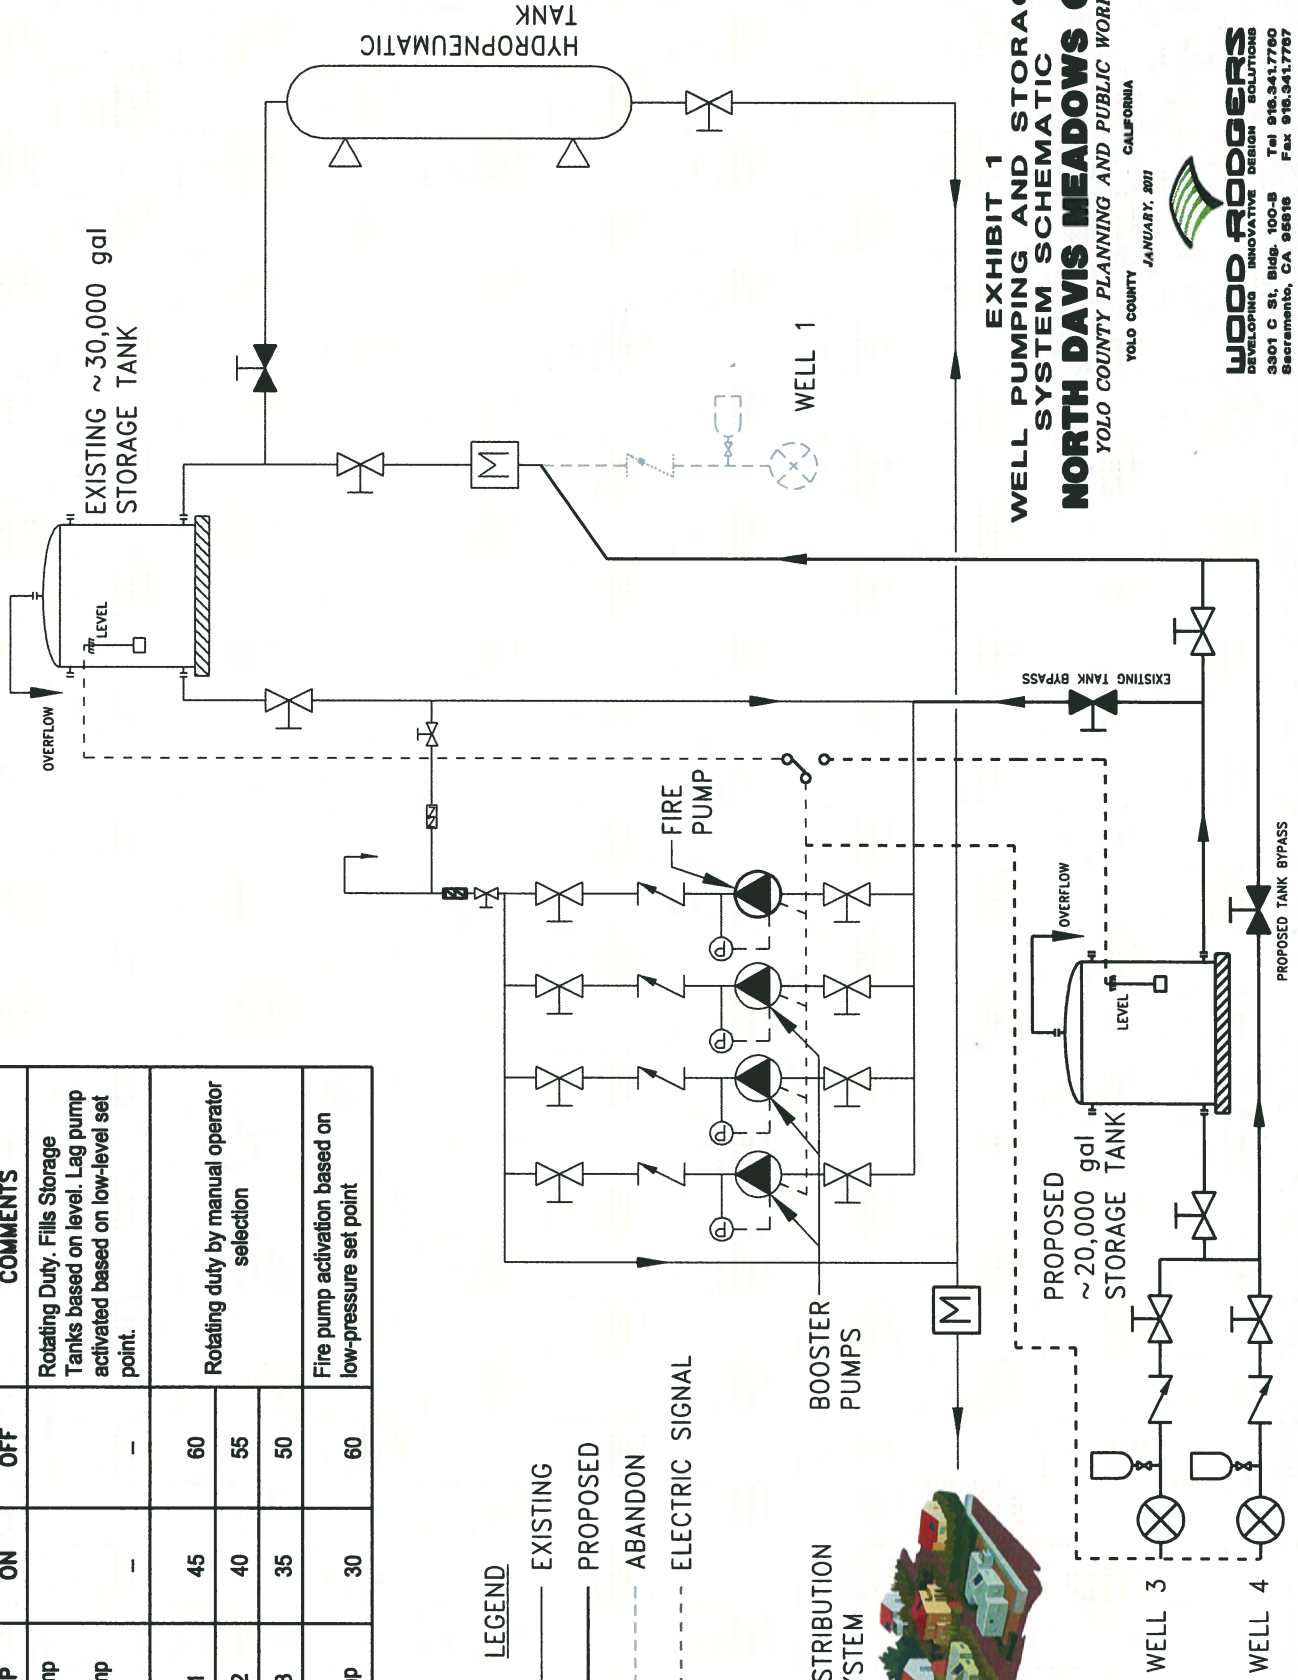 HYDROPNEUMATIC
TANK
EXISTING ~30,000 gal
STORAGE TANK
LEVEL
OVERFLOW
WELL 1
EXISTING TANK BYPASS
FIRE
PUMP
P
P
P
P
M
M
BOOSTER
PUMPS
OVERFLOW
LEVEL
PROPOSED
~20,000 gal
STORAGE TANK
PROPOSED TANK BYPASS
WELL 3
WELL 4
ON OFF COMMENTS
-- -- Rotating Duty. Fills Storage
Tanks based on level. Lag pump
activated based on low-level set
point.
45 60 Rotating duty by manual operator
40 55 selection
35 50
30 60 Fire pump activation based on
low-pressure set point
LEGEND
EXISTING
PROPOSED
ABANDON
ELECTRIC SIGNAL
EXHIBIT 1
WELL PUMPING AND
SYSTEM SCHEMATIC
NORTH DAVIS MEADOWS
YOLO COUNTY PLANNING AND PUBLIC
YOLO COUNTY CALIFORNIA
JANUARY, 2011
WOOD RODGERS
DEVELOPING INNOVATIVE DESIGN SOLUTIONS
3301 C St, Bldg. 100-B Tel 916.341.7760
Sacramento, CA 95816 Fax 916.341.7767